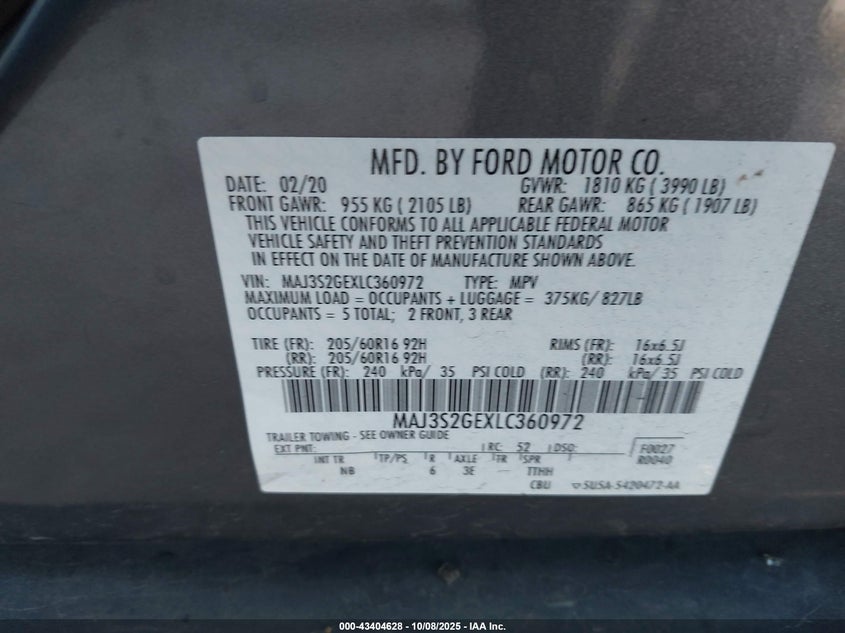 MFD. BY FORD MOTOR CO.
DATE: 02/20 GVWR: 1810 KG ( 3990 LB)
FRONT GAWR: 955 KG ( 2105 LB) REAR GAWR: 865 KG ( 1907 LB)
THIS VEHICLE CONFORMS TO ALL APPLICABLE FEDERAL MOTOR
VEHICLE SAFETY AND THEFT PREVENTION STANDARDS
IN EFFECT ON THE DATE OF MANUFACTURE SHOWN ABOVE.
VIN: MAJ3S2GEXLC360972 TYPE: MPV
MAXIMUM LOAD = OCCUPANTS + LUGGAGE = 375KG/ 827LB
OCCUPANTS = 5 TOTAL; 2 FRONT, 3 REAR
TIRE (FR): 205/60R16 92H RIMS (FR): 16x6.5J
(RR): 205/60R16 92H (RR): 16x6.5J
PRESSURE (FR): 240 kPa/ 35 PSI COLD (RR): 240 kPa/ 35 PSI COLD
MAJ3S2GEXLC360972
TRAILER TOWING - SEE OWNER GUIDE
EXT PNT: RC: 52 DSO: F0027
R0040
INT TR TP/PS R AXLE TR SPR
NB 6 3E -- TTHH
CBU 5U5A-5420472-AA
000-43404628 - 10/08/2025 - IAA Inc.